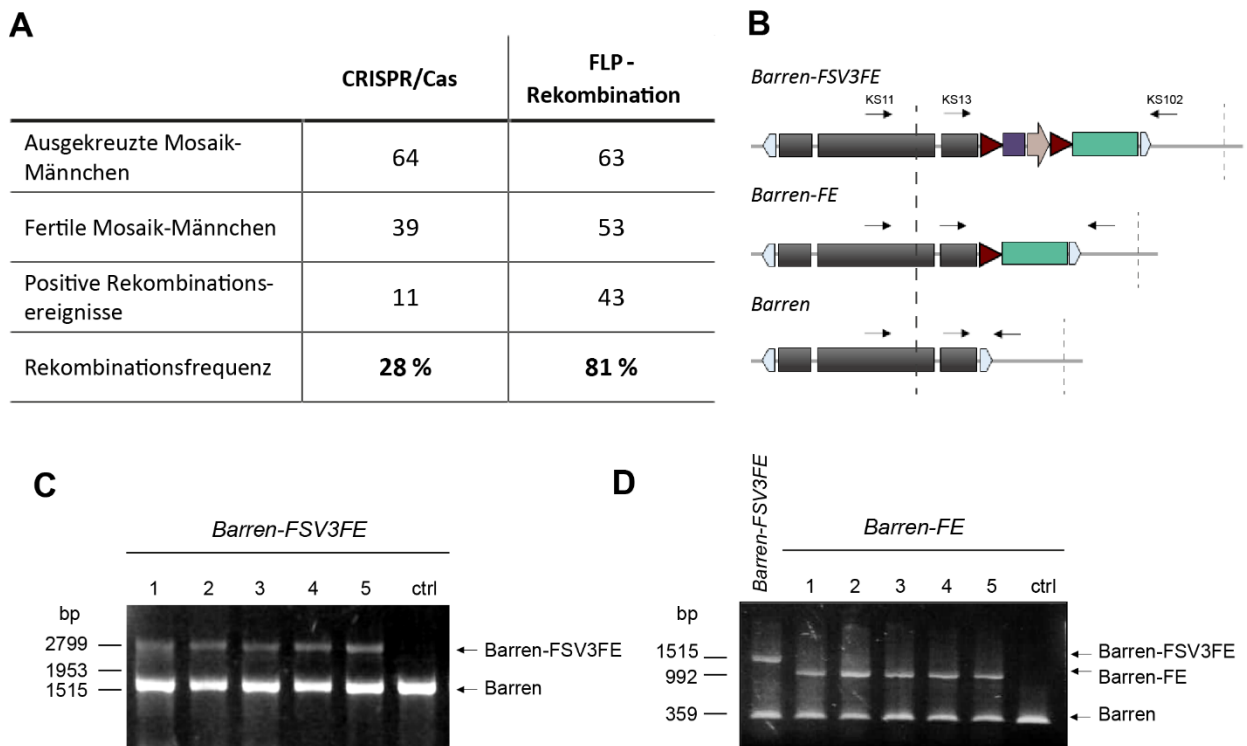 A
CRISPR/Cas
FLP -
Rekombination
Ausgekreuzte Mosaik-
Männchen
64
63
Fertile Mosaik-Männchen
39
53
Positive Rekombinations-
ereignisse
11
43
Rekombinationsfrequenz
28 %
81 %
B
Barren-FSV3FE
KS11
KS13
KS102
Barren-FE
Barren
C
Barren-FSV3FE
1 2 3 4 5 ctrl
bp
2799
1953
1515
Barren-FSV3FE
Barren
D
Barren-FSV3FE
Barren-FE
1 2 3 4 5 ctrl
bp
1515
992
359
Barren-FSV3FE
Barren-FE
Barren